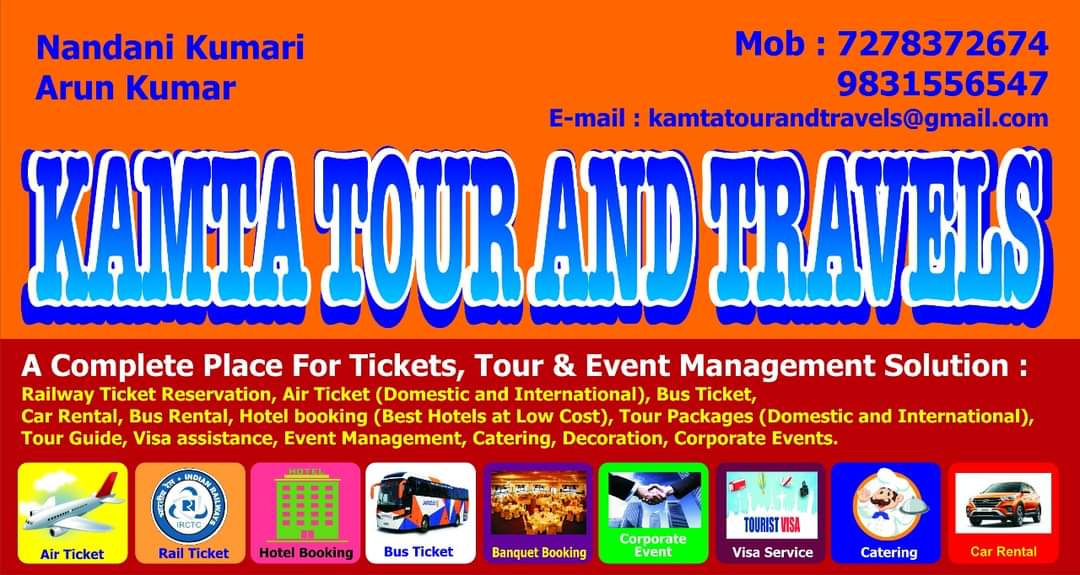 Nandani Kumari
Arun Kumar
Mob : 7278372674
9831556547
E-mail : kamtatourandtravels@gmail.com
KAMTA TOUR AND TRAVELS
A Complete Place For Tickets, Tour & Event Management Solution :
Railway Ticket Reservation, Air Ticket (Domestic and International), Bus Ticket,
Car Rental, Bus Rental, Hotel booking (Best Hotels at Low Cost), Tour Packages (Domestic and International),
Tour Guide, Visa assistance, Event Management, Catering, Decoration, Corporate Events.
Air Ticket
भारतीय रेल • INDIAN RAILWAYS
IRCTC
Rail Ticket
HOTEL
Hotel Booking
Bus Ticket
Banquet Booking
Corporate
Event
TOURIST VISA
Visa Service
Catering
Car Rental